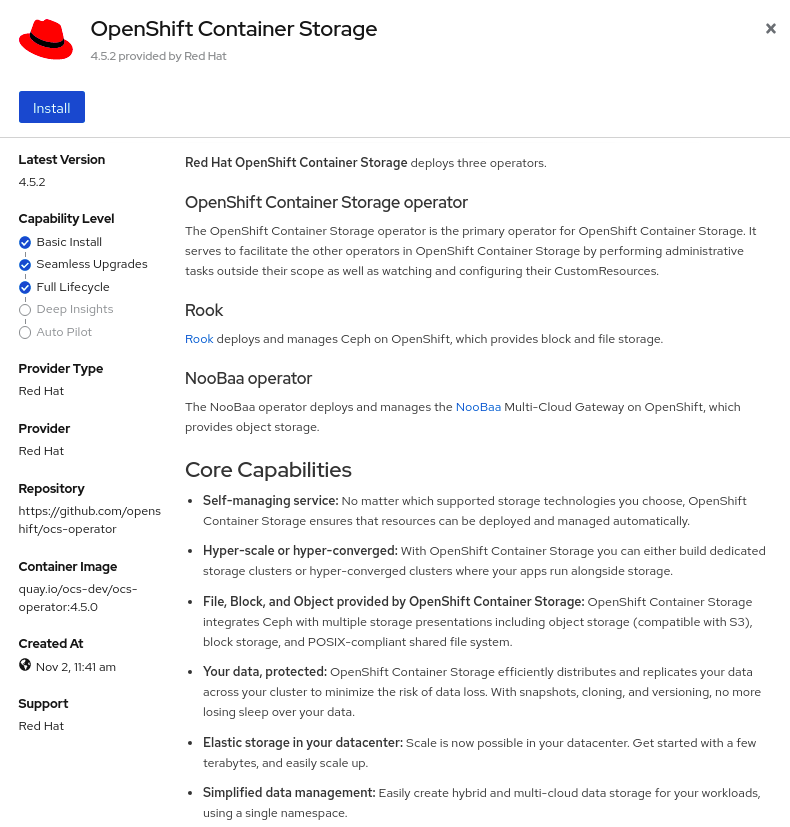 OpenShift Container Storage
4.5.2 provided by Red Hat
Install
Latest Version
4.5.2
Capability Level
Basic Install
Seamless Upgrades
Full Lifecycle
Deep Insights
Auto Pilot
Provider Type
Red Hat
Provider
Red Hat
Repository
https://github.com/opens
hift/ocs-operator
Container Image
quay.io/ocs-dev/ocs-
operator:4.5.0
Created At
Nov 2, 11:41 am
Support
Red Hat
Red Hat OpenShift Container Storage deploys three operators.
OpenShift Container Storage operator
The OpenShift Container Storage operator is the primary operator for OpenShift Container Storage. It
serves to facilitate the other operators in OpenShift Container Storage by performing administrative
tasks outside their scope as well as watching and configuring their CustomResources.
Rook
Rook deploys and manages Ceph on OpenShift, which provides block and file storage.
NooBaa operator
The NooBaa operator deploys and manages the NooBaa Multi-Cloud Gateway on OpenShift, which
provides object storage.
Core Capabilities
• Self-managing service: No matter which supported storage technologies you choose, OpenShift
Container Storage ensures that resources can be deployed and managed automatically.
• Hyper-scale or hyper-converged: With OpenShift Container Storage you can either build dedicated
storage clusters or hyper-converged clusters where your apps run alongside storage.
• File, Block, and Object provided by OpenShift Container Storage: OpenShift Container Storage
integrates Ceph with multiple storage presentations including object storage (compatible with S3),
block storage, and POSIX-compliant shared file system.
• Your data, protected: OpenShift Container Storage efficiently distributes and replicates your data
across your cluster to minimize the risk of data loss. With snapshots, cloning, and versioning, no more
losing sleep over your data.
• Elastic storage in your datacenter: Scale is now possible in your datacenter. Get started with a few
terabytes, and easily scale up.
• Simplified data management: Easily create hybrid and multi-cloud data storage for your workloads,
using a single namespace.